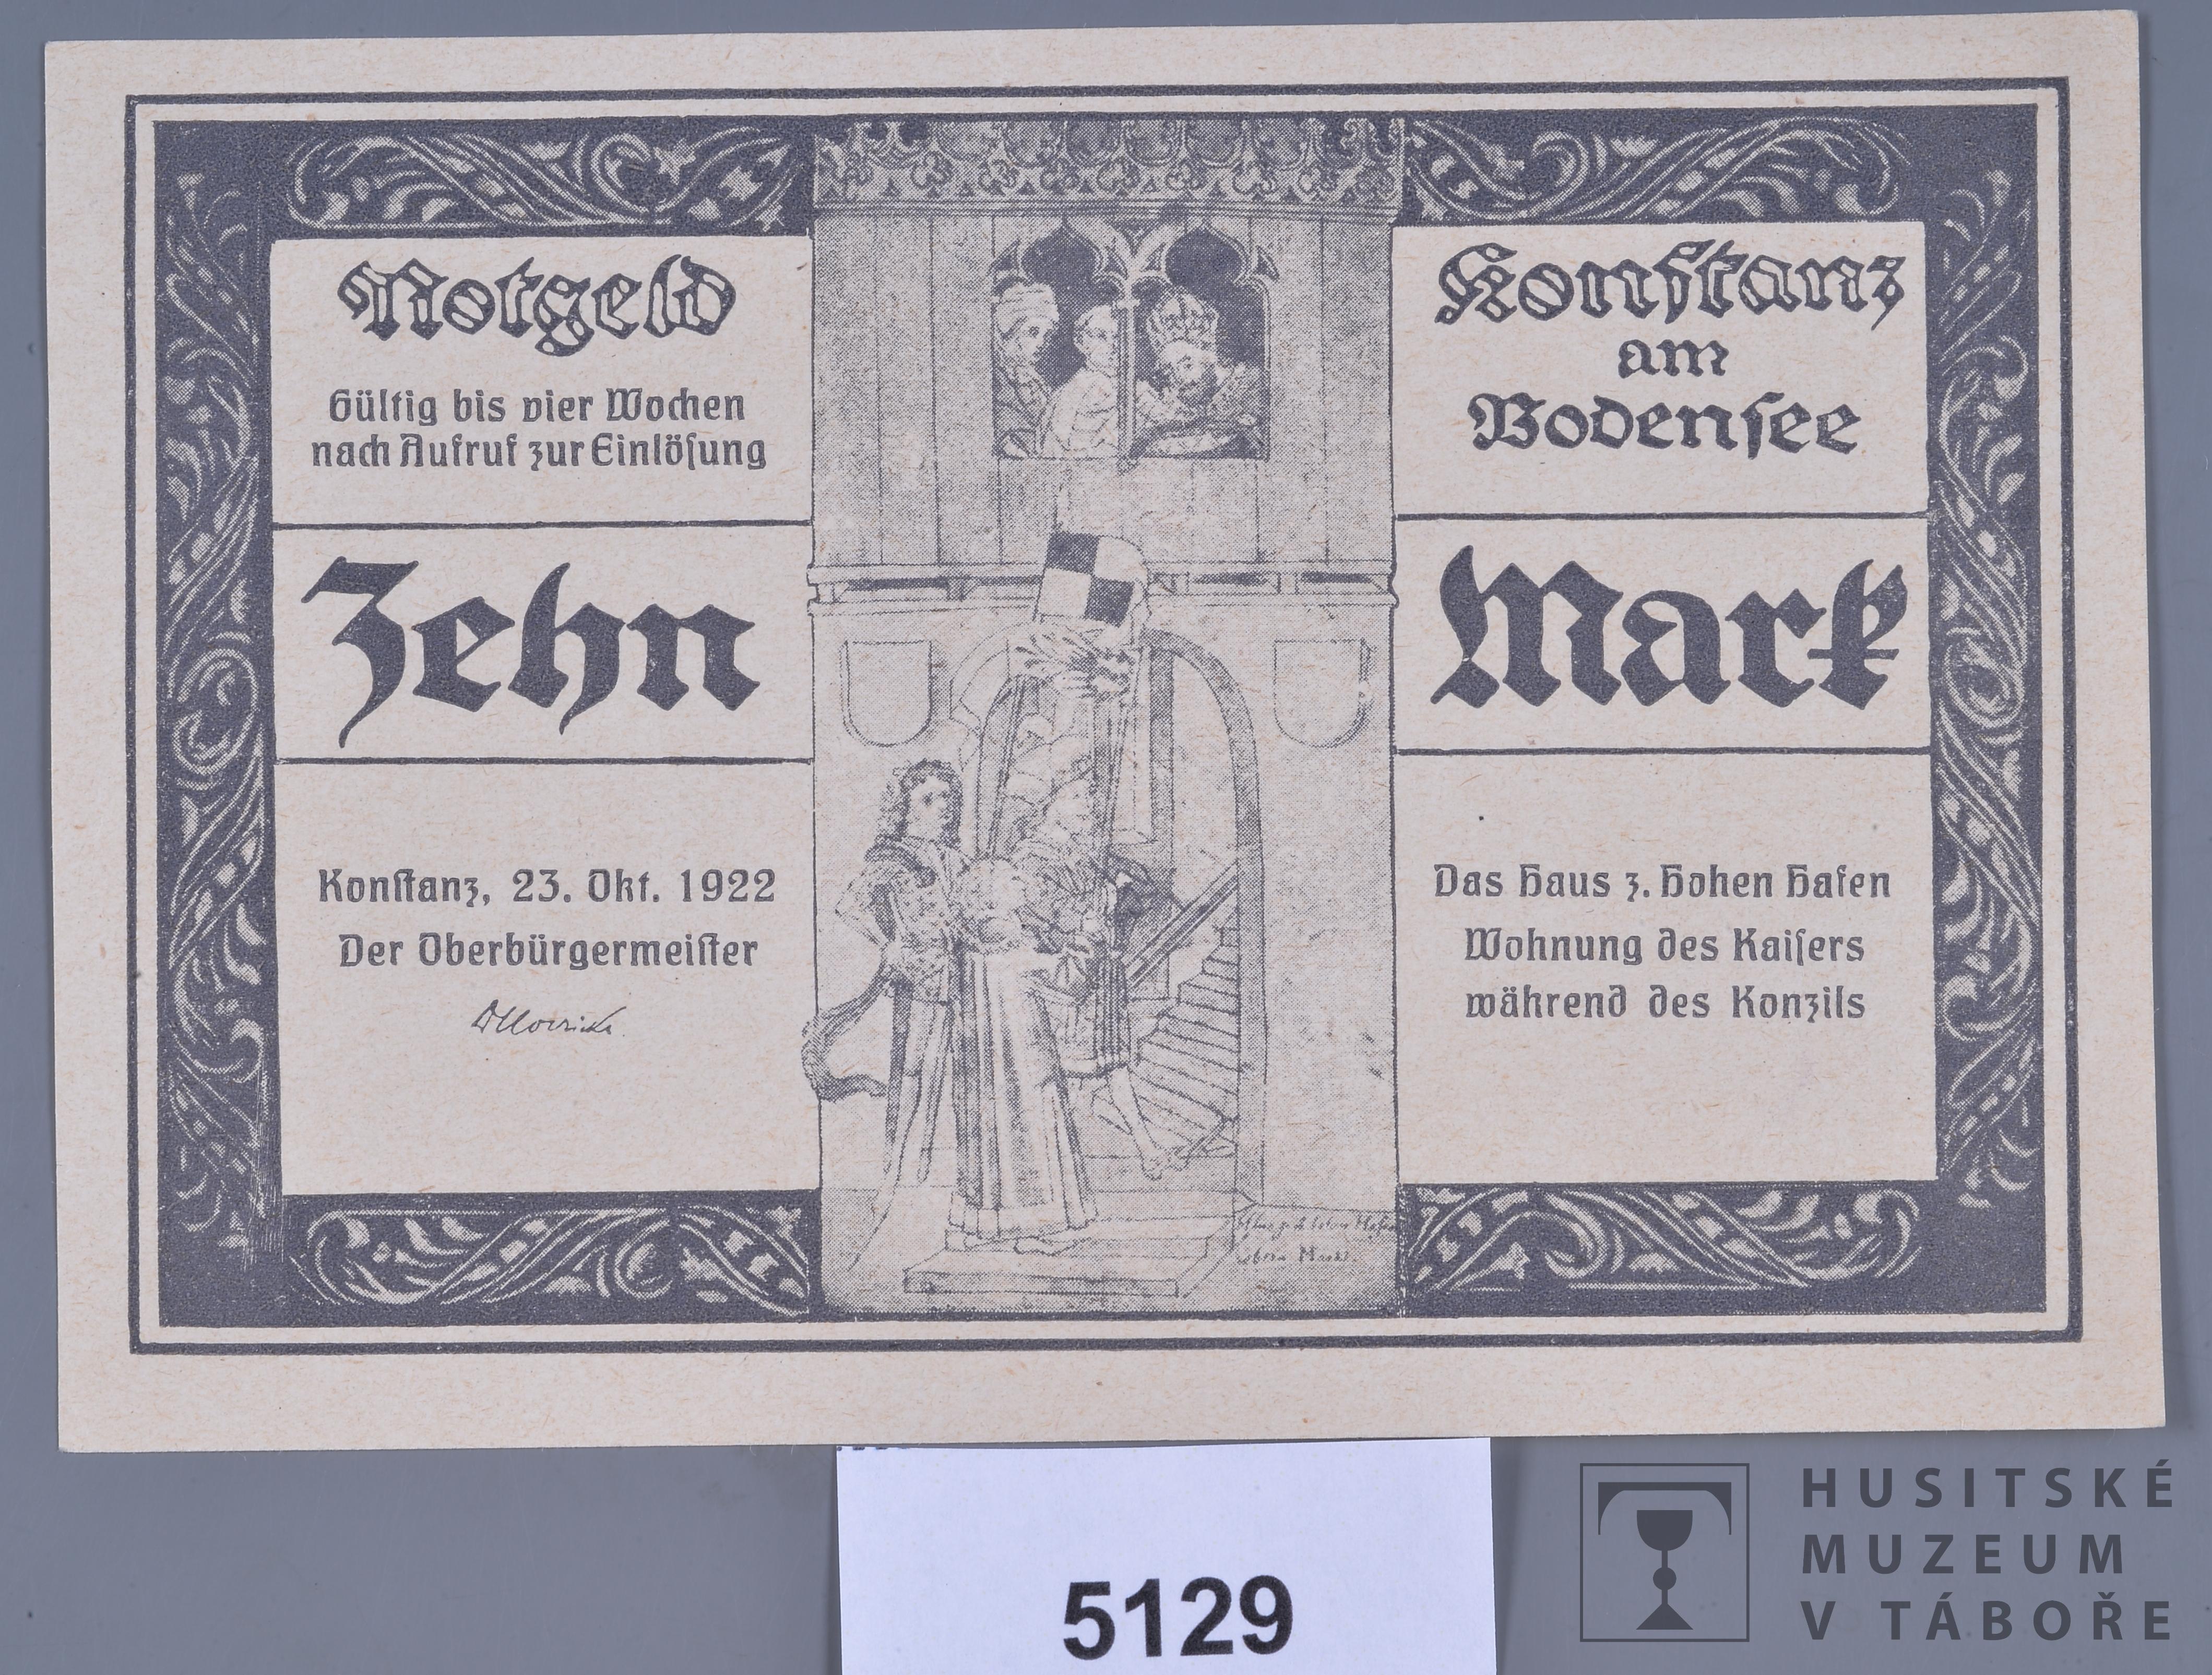 Notgeld
Gültig bis vier Wochen
nach Aufruf zur Einlöſung
Zehn
Konſtanz, 23. Okt. 1922
Der Oberbürgermeiſter
Konſtanz
am
Bodenſee
Mark
Das Haus z. Hohen Hafen
Wohnung des Kaiſers
während des Konzils
5129
HUSITSKÉ
MUZEUM
V TÁBOŘE